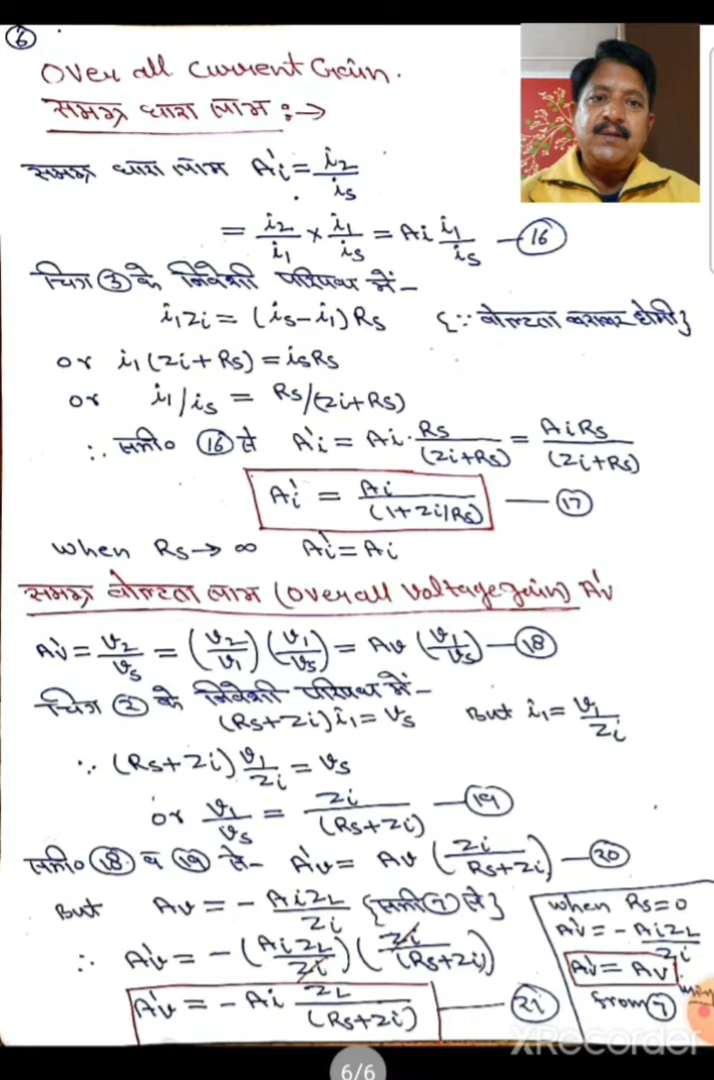 6
Over all Current Gain.
समग्र धारा लाभ :→
समग्र धारा लाभ A'i = i2/is
= i2/i1 × i1/is = Ai i1/is —16
चित्र 3 के निवेशी परिपथ में-
i1Zi = (is-i1)Rs {∵ वोल्टता बराबर होगी}
or i1(Zi+Rs) = isRs
or i1/is = Rs/(Zi+Rs)
∴ समी० 16 से A'i = Ai·Rs/(Zi+Rs) = AiRs/(Zi+Rs)
A'i = Ai/(1+Zi/Rs) —17
When Rs→∞ A'i = Ai
समग्र वोल्टता लाभ (Over all Voltage gain) A'v
A'v = v2/vs = (v2/v1)(v1/vs) = Av(v1/vs) —18
चित्र 2 के निवेशी परिपथ में-
(Rs+Zi)i1 = vs But i1 = v1/Zi
∵ (Rs+Zi) v1/Zi = vs
or v1/vs = Zi/(Rs+Zi) —19
समी० 18 व 19 से- A'v = Av(Zi/Rs+Zi) —20
But Av = - AiZL/Zi {समी 7 से}
∴ A'v = -(AiZL/Zi)(Zi/(Rs+Zi))
A'v = - Ai ZL/(Rs+Zi) —21
when Rs=0
A'v = - AiZL/Zi
A'v = Av
from 7
XRecorder
6/6